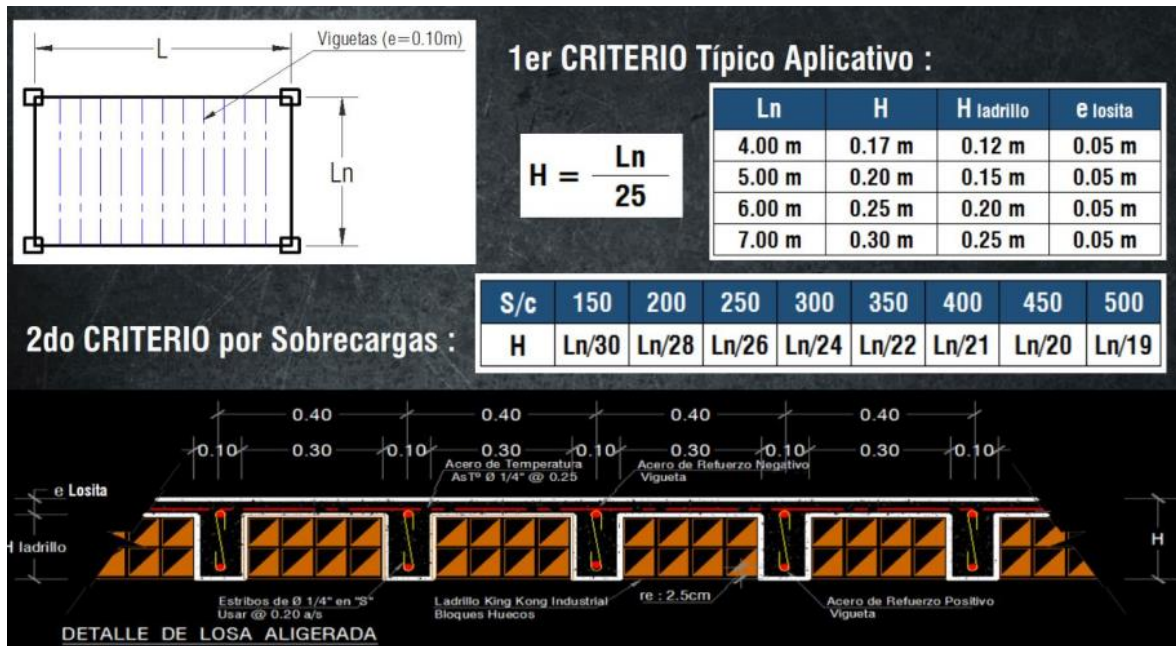 Viguetas (e=0.10m)
L
Ln
1er CRITERIO Típico Aplicativo :
H = Ln
25
Ln H H ladrillo e losita
4.00 m 0.17 m 0.12 m 0.05 m
5.00 m 0.20 m 0.15 m 0.05 m
6.00 m 0.25 m 0.20 m 0.05 m
7.00 m 0.30 m 0.25 m 0.05 m
2do CRITERIO por Sobrecargas :
S/c 150 200 250 300 350 400 450 500
H Ln/30 Ln/28 Ln/26 Ln/24 Ln/22 Ln/21 Ln/20 Ln/19
0.40 0.40 0.40 0.40
0.10 0.30 0.10 0.30 0.10 0.30 0.10 0.30 0.10
Acero de Temperatura
AsTº Ø 1/4" @ 0.25
Acero de Refuerzo Negativo
Vigueta
e Losita
H ladrillo
H
Estribos de Ø 1/4" en "S"
Usar @ 0.20 a/s
Ladrillo King Kong Industrial
Bloques Huecos
re : 2.5cm
Acero de Refuerzo Positivo
Vigueta
DETALLE DE LOSA ALIGERADA